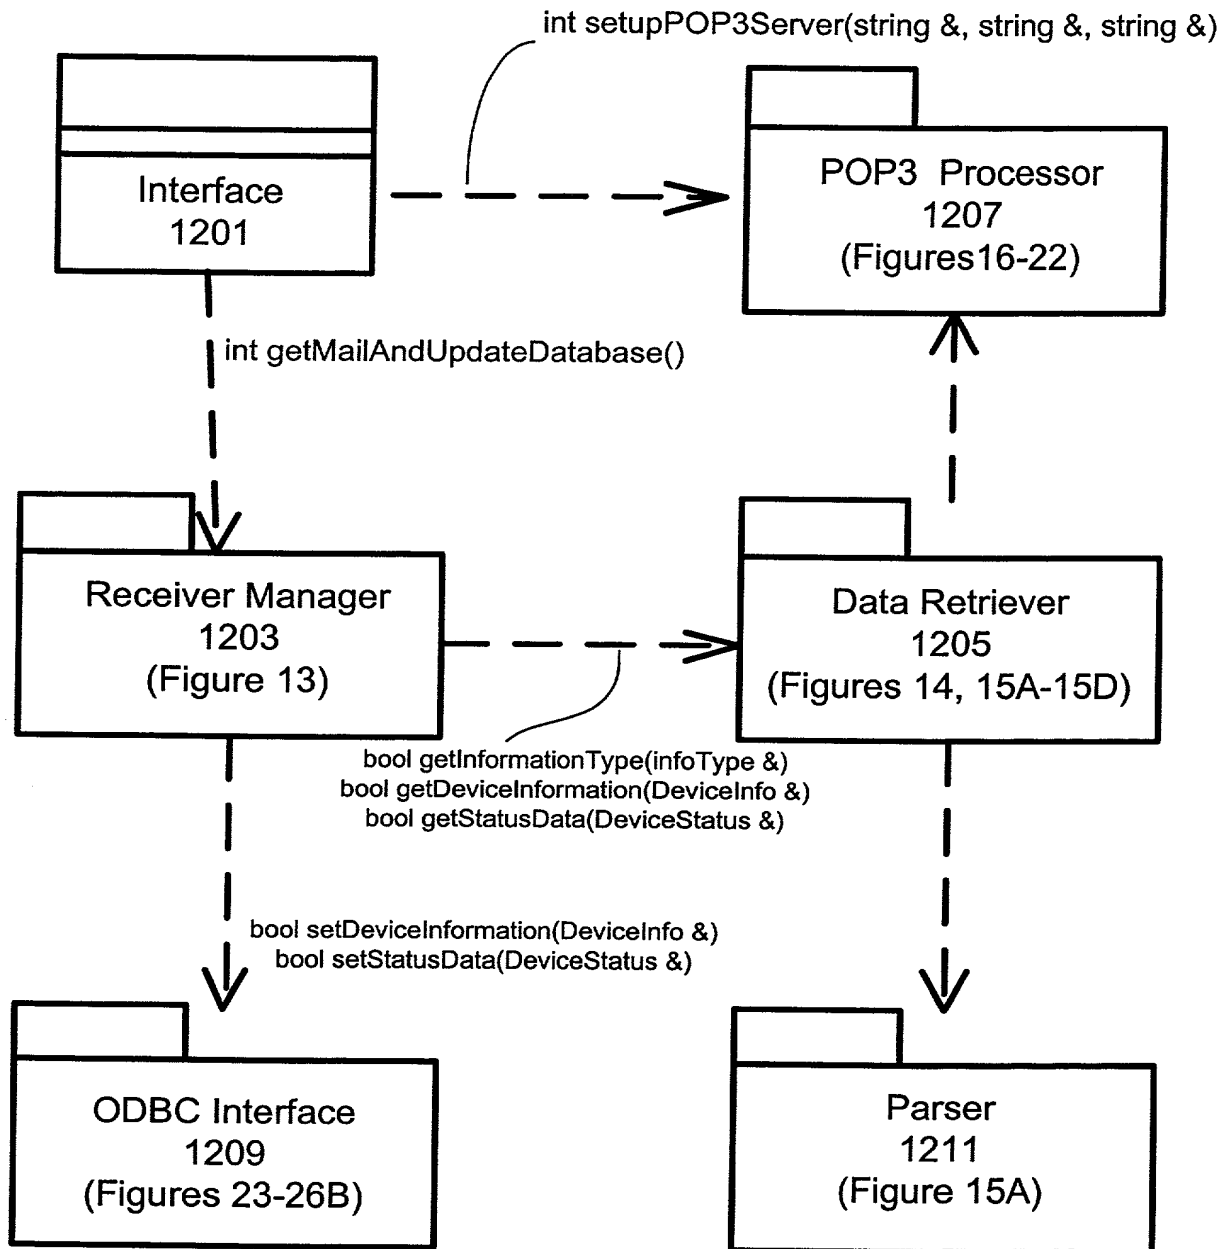 int setupPOP3Server(string &, string &, string &)
Interface
1201
POP3 Processor
1207
(Figures16-22)
int getMailAndUpdateDatabase()
Receiver Manager
1203
(Figure 13)
Data Retriever
1205
(Figures 14, 15A-15D)
bool getInformationType(infoType &)
bool getDeviceInformation(DeviceInfo &)
bool getStatusData(DeviceStatus &)
bool setDeviceInformation(DeviceInfo &)
bool setStatusData(DeviceStatus &)
ODBC Interface
1209
(Figures 23-26B)
Parser
1211
(Figure 15A)